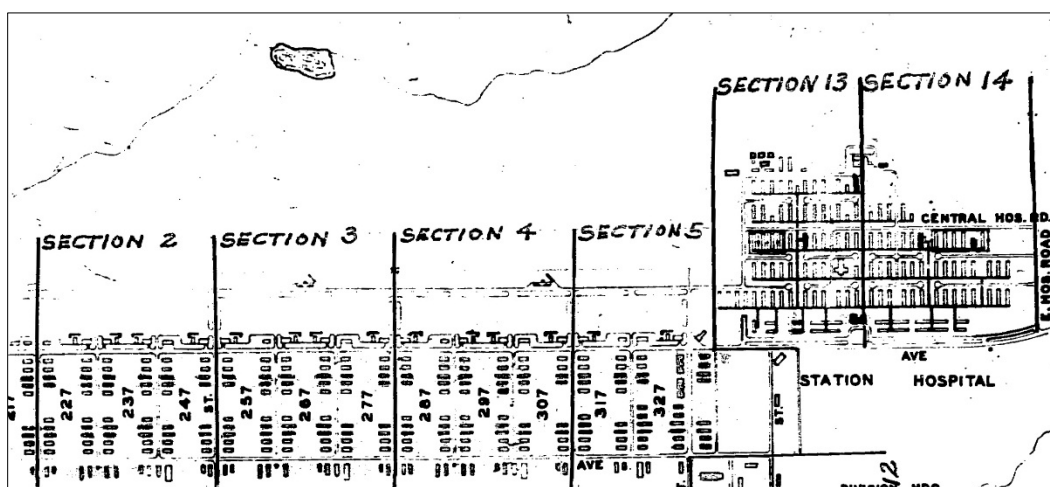 SECTION 13
SECTION 14
CENTRAL HOS. RD.
E. HOS. ROAD
SECTION 2
SECTION 3
SECTION 4
SECTION 5
AVE
STATION HOSPITAL
217
227
237
247
ST.
257
267
277
287
297
307
317
327
ST.
AVE